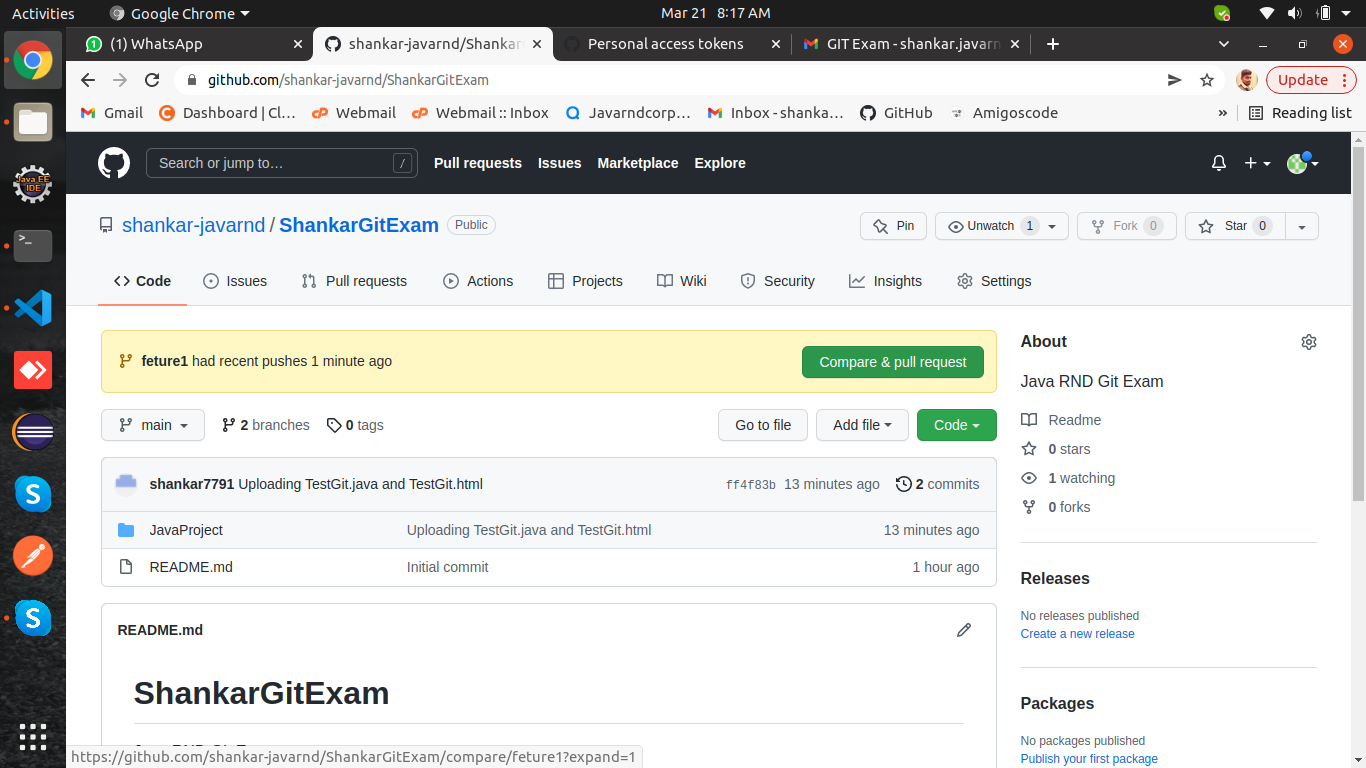 Activities Google Chrome Mar 21 8:17 AM
(1) WhatsApp shankar-javarnd/Shankar Personal access tokens GIT Exam - shankar.javarn
github.com/shankar-javarnd/ShankarGitExam Update
Gmail Dashboard | Cl… Webmail Webmail :: Inbox Javarndcorp… Inbox - shanka… GitHub Amigoscode » Reading list
Search or jump to… / Pull requests Issues Marketplace Explore
shankar-javarnd / ShankarGitExam Public Pin Unwatch 1 Fork 0 Star 0
Code Issues Pull requests Actions Projects Wiki Security Insights Settings
feture1 had recent pushes 1 minute ago Compare & pull request
main 2 branches 0 tags Go to file Add file Code
shankar7791 Uploading TestGit.java and TestGit.html ff4f83b 13 minutes ago 2 commits
JavaProject Uploading TestGit.java and TestGit.html 13 minutes ago
README.md Initial commit 1 hour ago
README.md
ShankarGitExam
About
Java RND Git Exam
Readme
0 stars
1 watching
0 forks
Releases
No releases published
Create a new release
Packages
No packages published
Publish your first package
Java EE
IDE
https://github.com/shankar-javarnd/ShankarGitExam/compare/feture1?expand=1